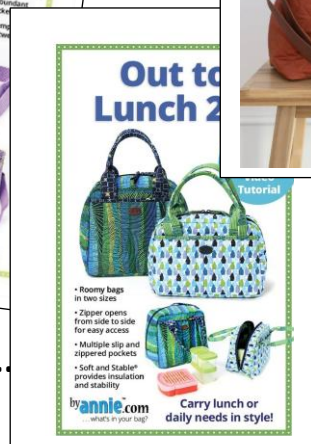 Out to
Lunch 2
Video
Tutorial
• Roomy bags
in two sizes
• Zipper opens
from side to side
for easy access
• Multiple slip and
zippered pockets
• Soft and Stable®
provides insulation
and stability
byannie.com
... what's in your bag?
Carry lunch or
daily needs in style!